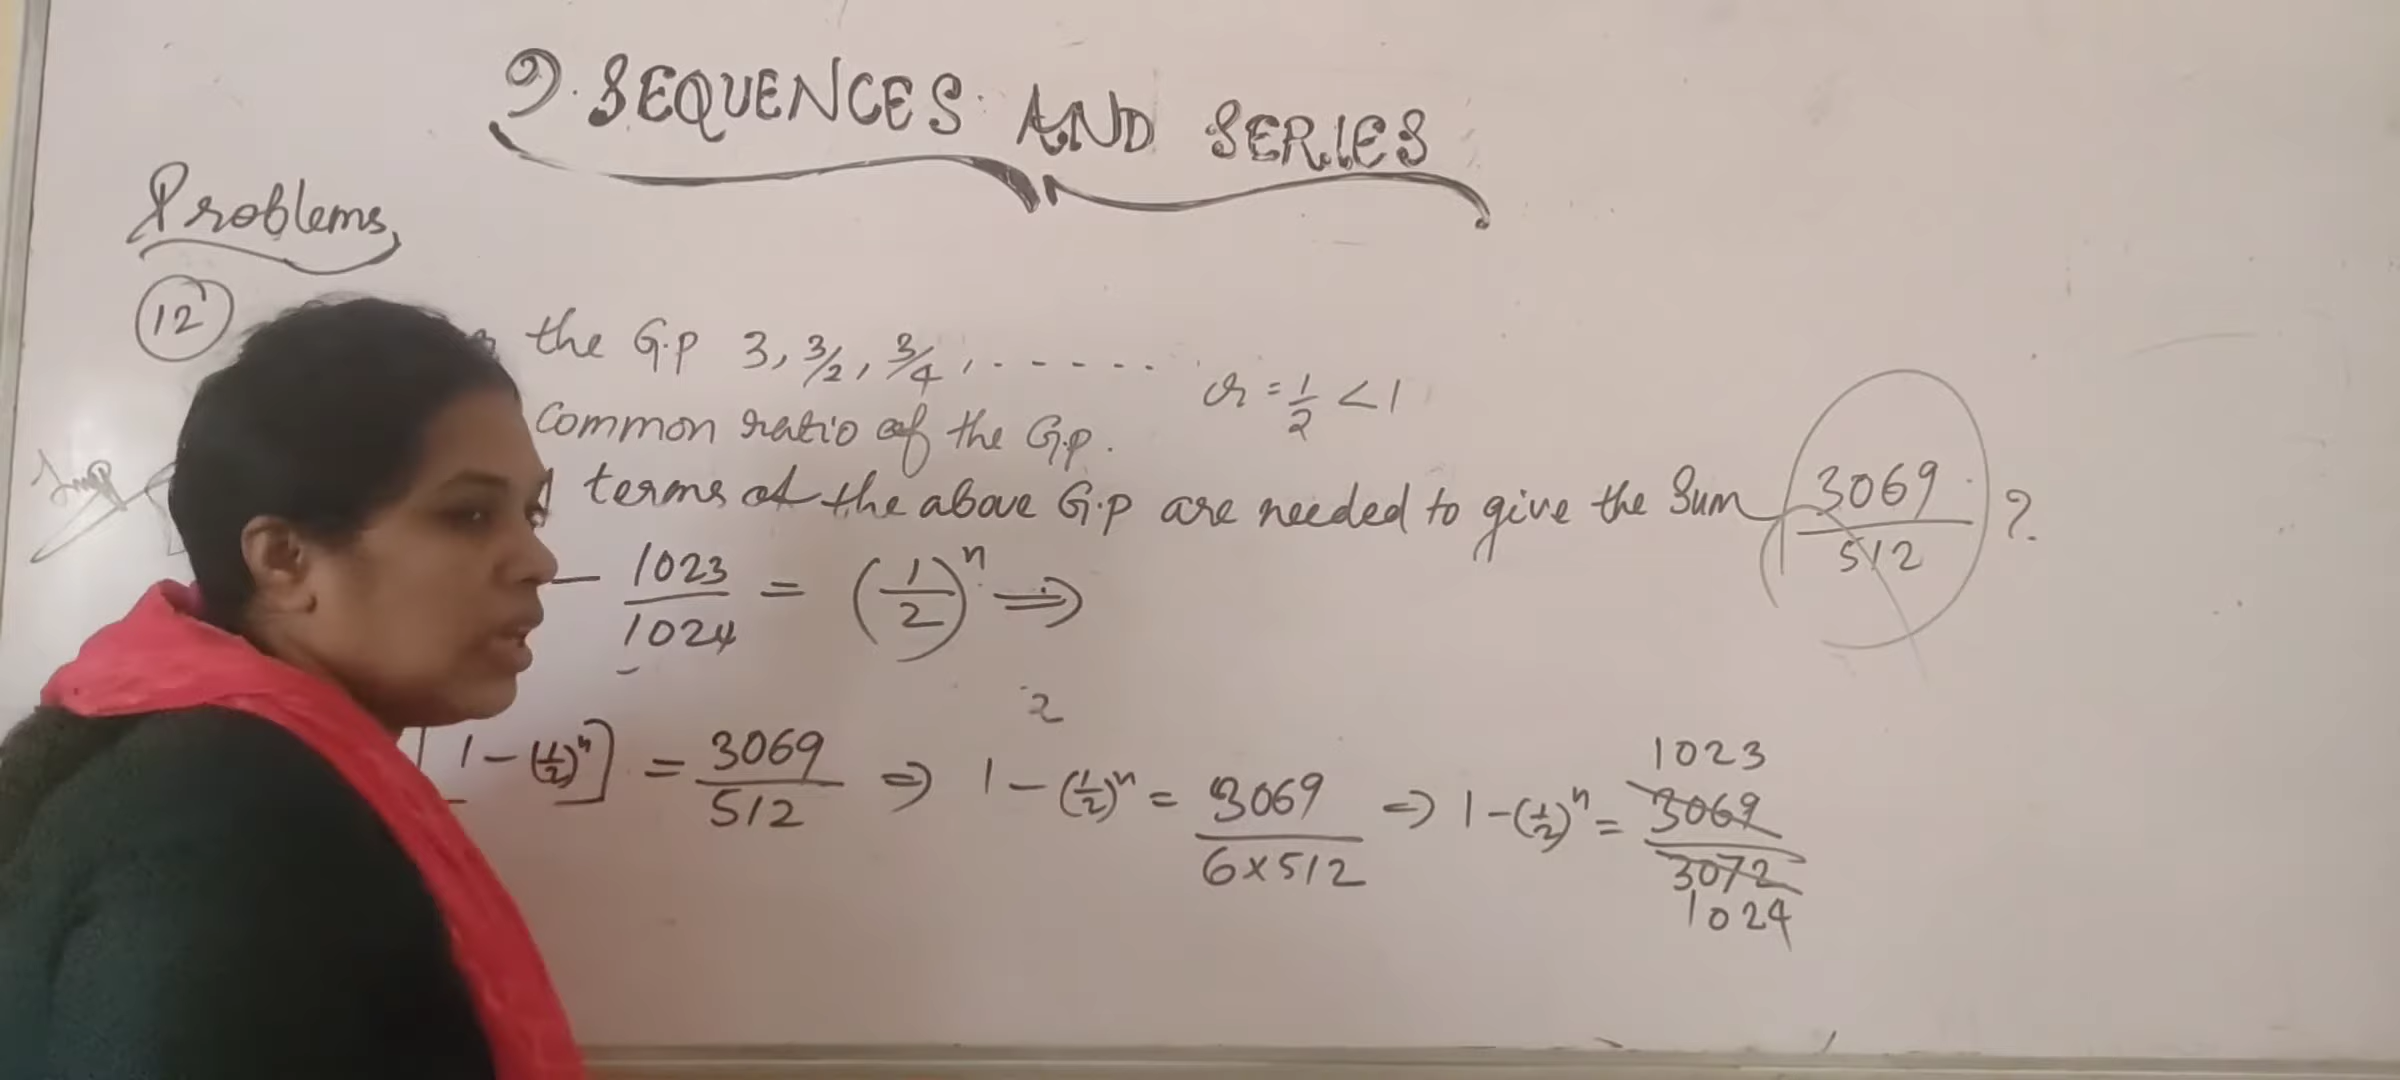 9. SEQUENCES AND SERIES
Problems,
12
the G.P 3, 3/2, 3/4, . - - - - . .
r = 1/2 < 1
common ratio of the G.p.
Imp
terms of the above G.p are needed to give the Sum 3069/512 ?
- 1023/1024 = (1/2)^n ⇒
2
[1 - (1/2)^n] = 3069/512 ⇒ 1 - (1/2)^n = 3069/6×512 ⇒ 1 - (1/2)^n = 3069/3072
1023
1024